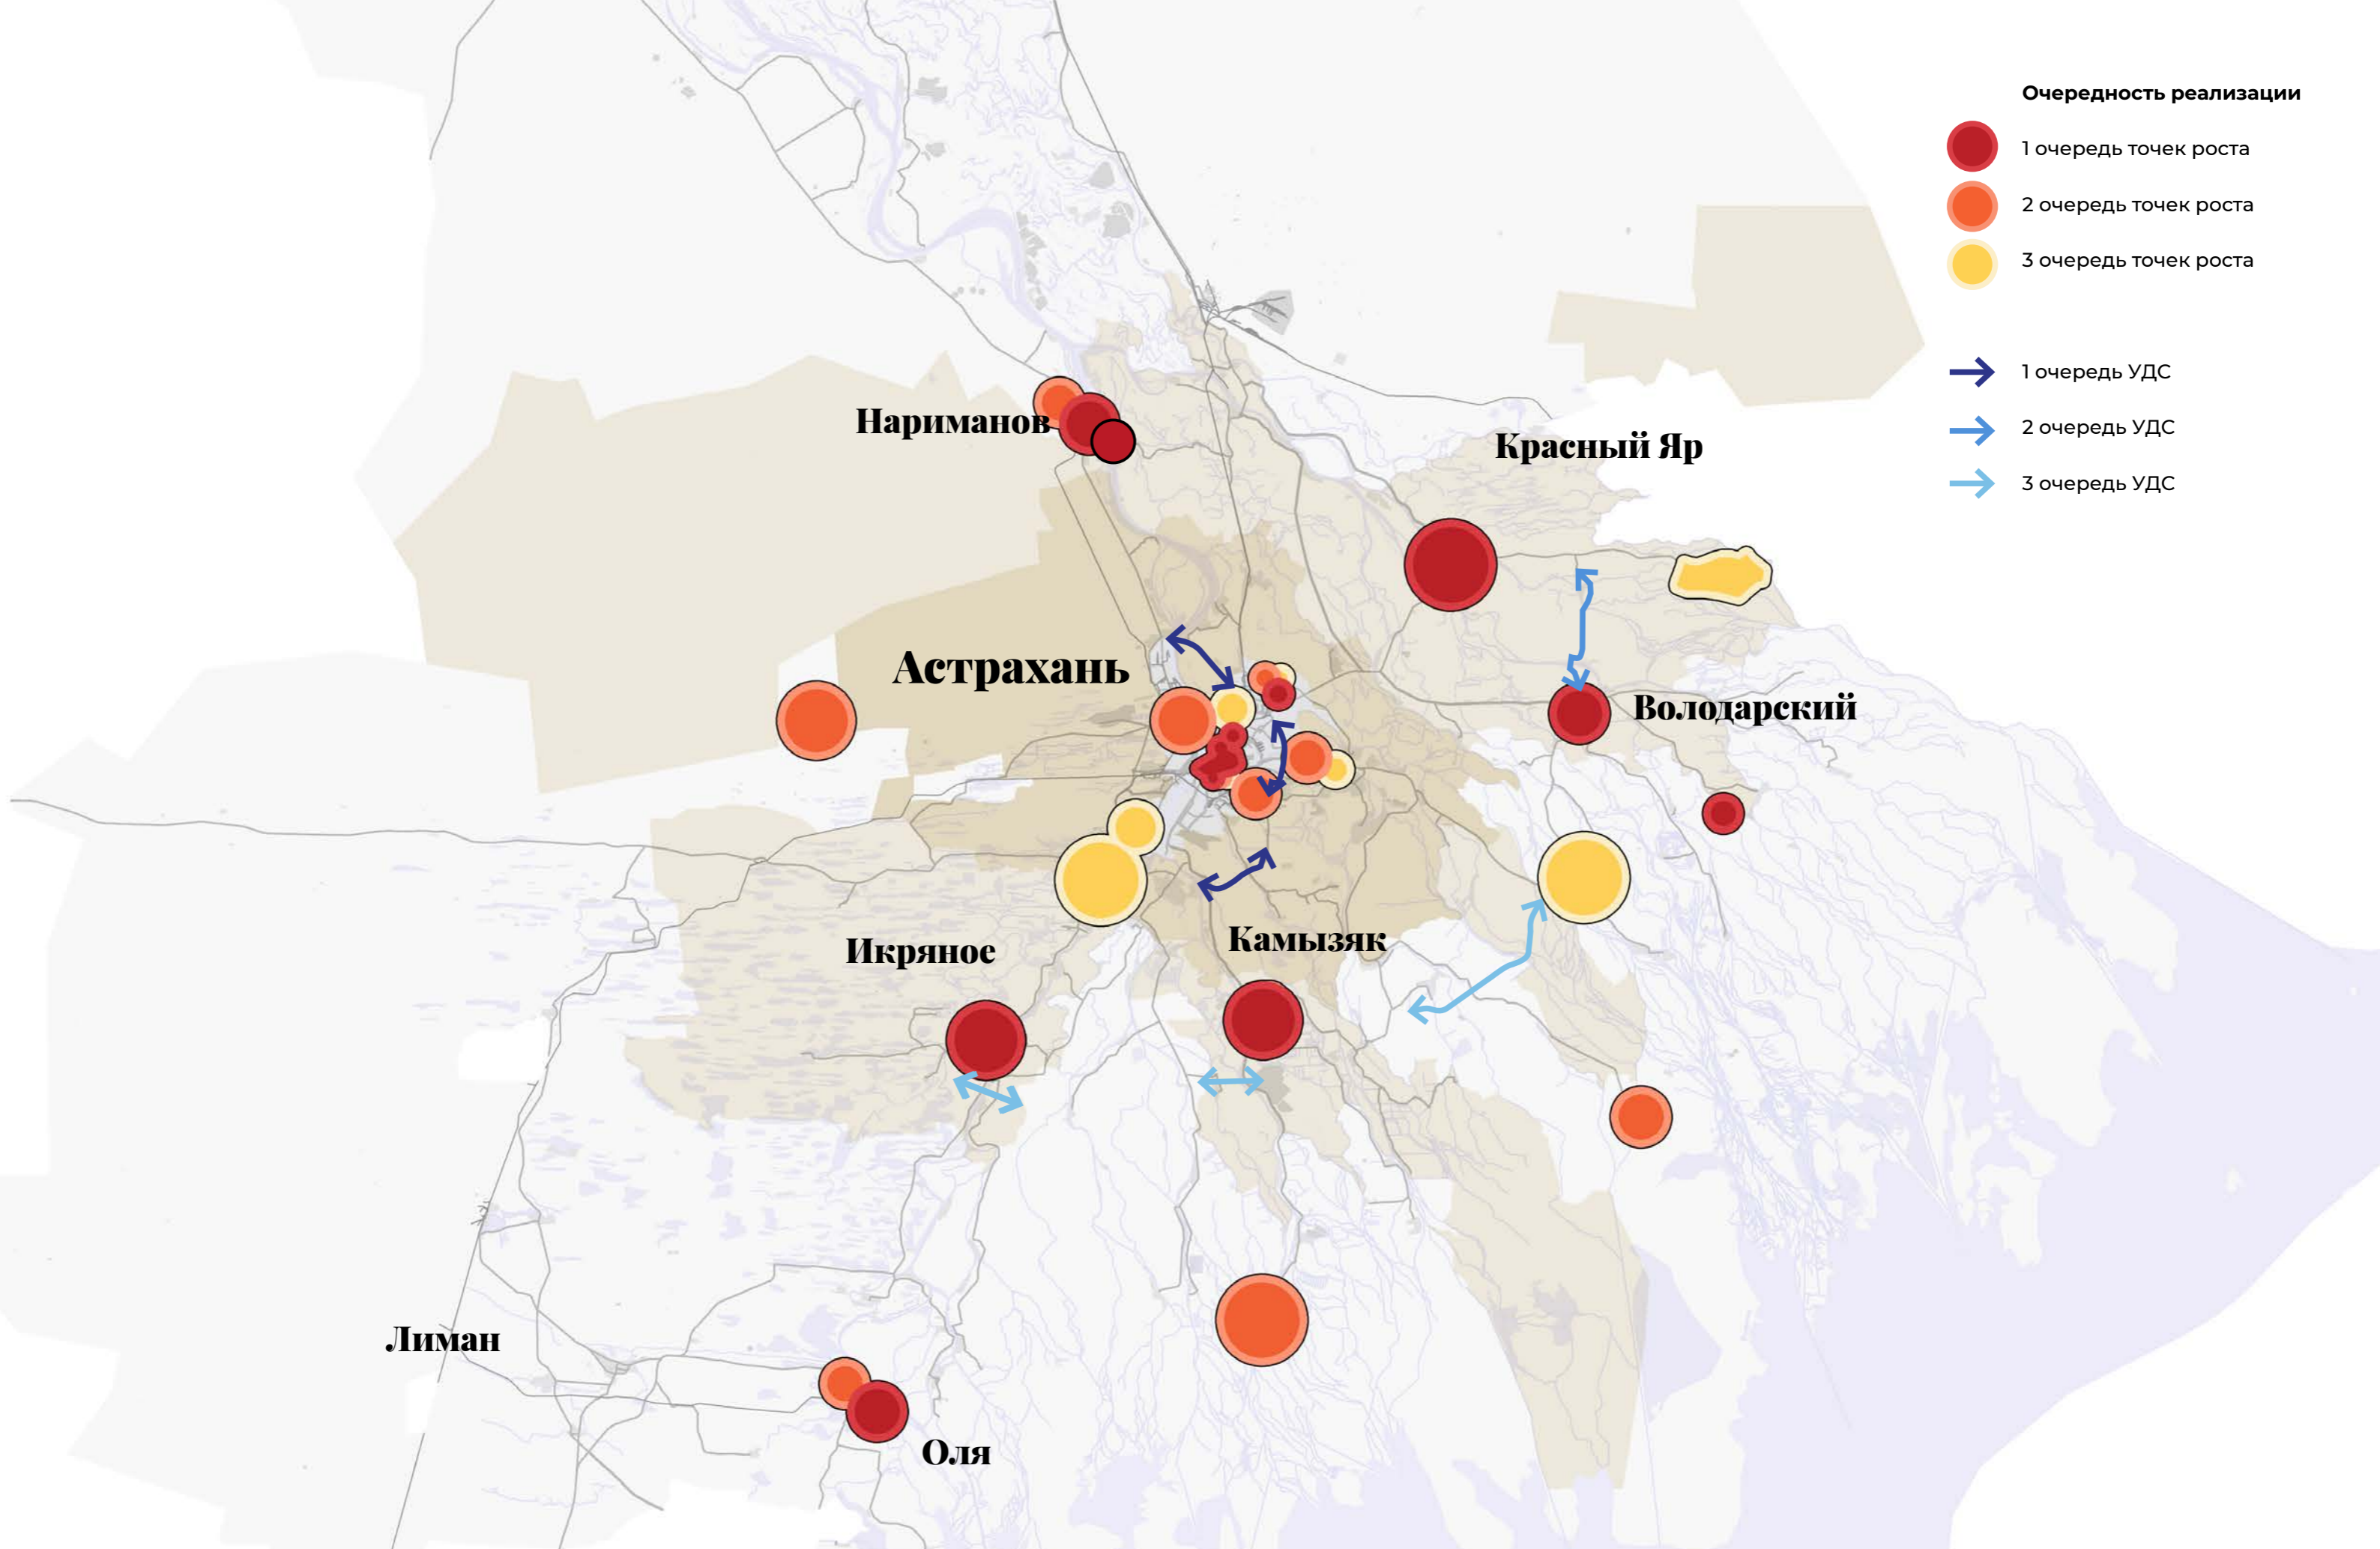 Очередность реализации
1 очередь точек роста
2 очередь точек роста
3 очередь точек роста
1 очередь УДС
2 очередь УДС
3 очередь УДС
Нариманов
Красный Яр
Астрахань
Володарский
Икряное
Камызяк
Лиман
Оля